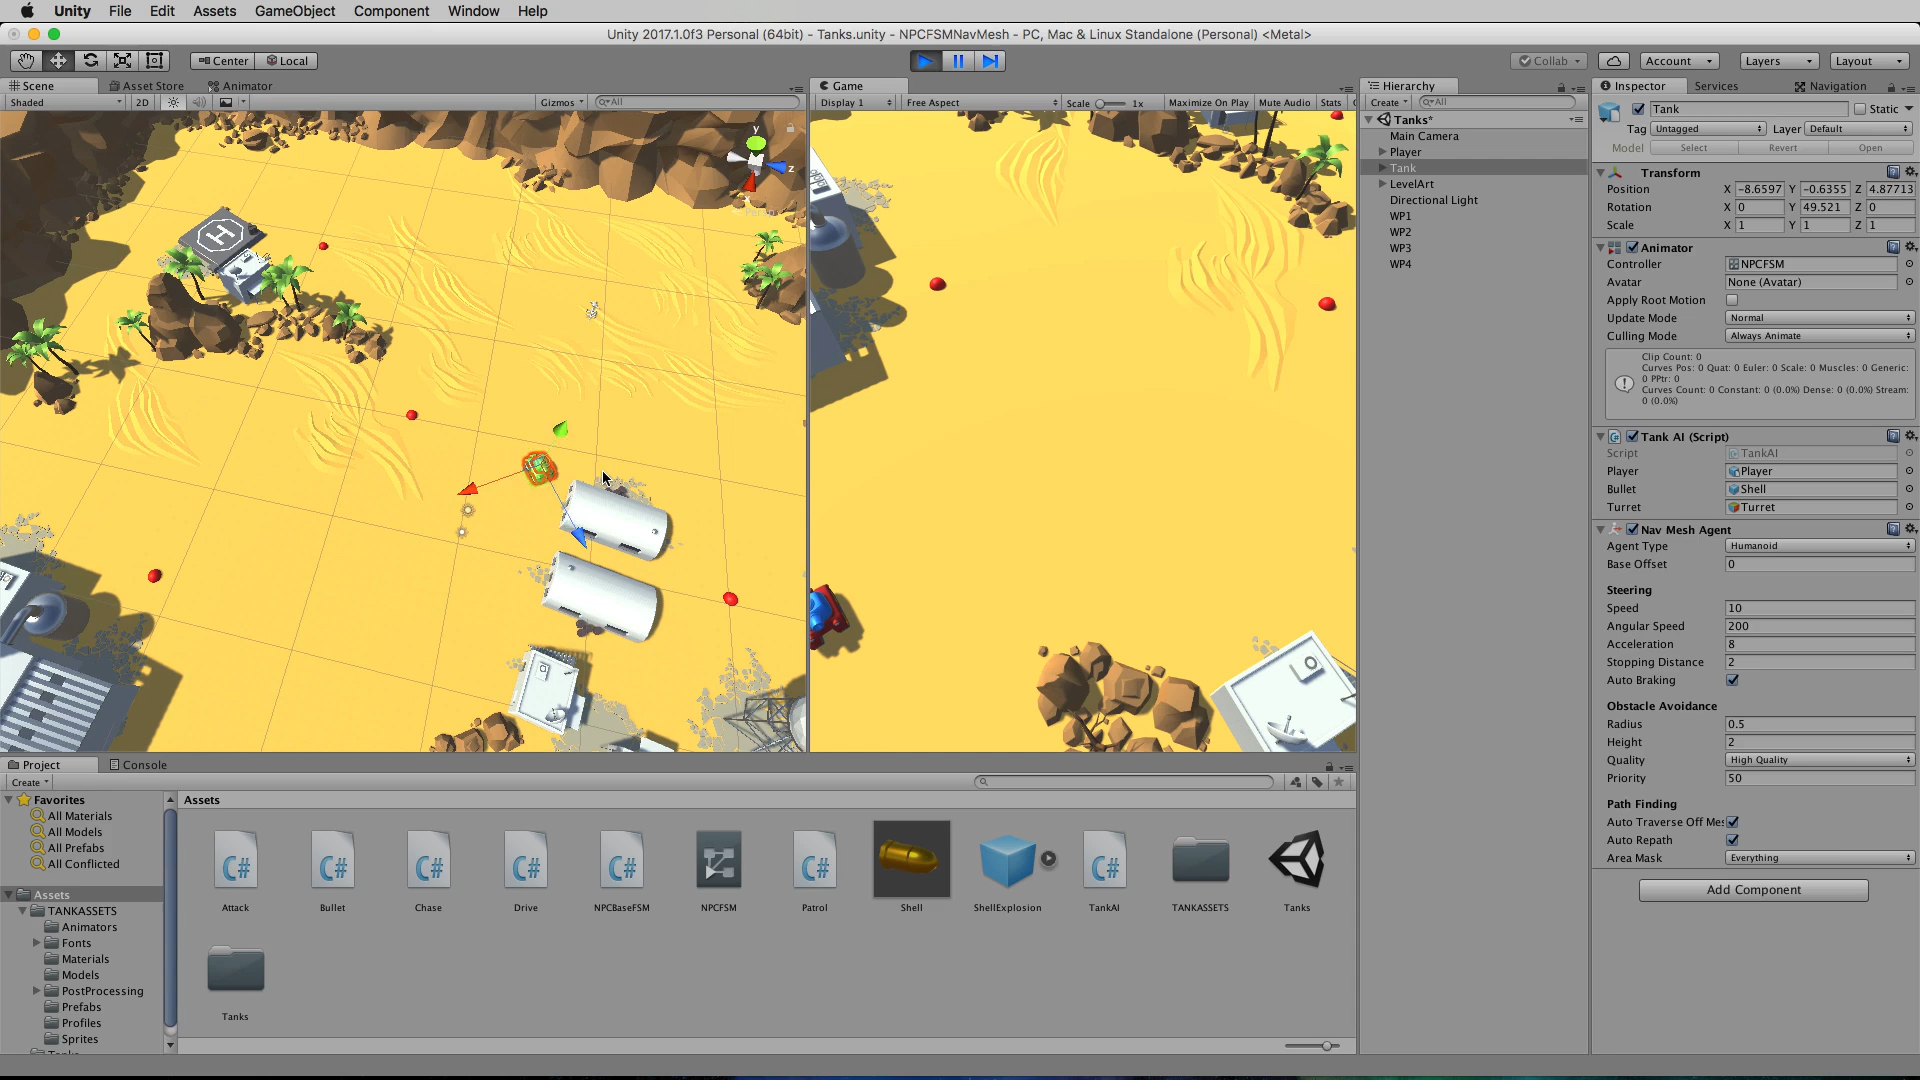 Unity File Edit Assets GameObject Component Window Help
Unity 2017.1.0f3 Personal (64bit) - Tanks.unity - NPCFSMNavMesh - PC, Mac & Linux Standalone (Personal) <Metal>
Center Local Collab Account Layers Layout
Scene Asset Store Animator
Shaded 2D Gizmos All
y
z
H
Game
Display 1 Free Aspect Scale 1x Maximize On Play Mute Audio Stats
Hierarchy
Create All
Tanks*
Main Camera
Player
Tank
LevelArt
Directional Light
WP1
WP2
WP3
WP4
Inspector Services Navigation
Tank Static
Tag Untagged Layer Default
Model Select Revert Open
Transform
Position X -8.6597 Y -0.6355 Z 4.87713
Rotation X 0 Y 49.521 Z 0
Scale X 1 Y 1 Z 1
Animator
Controller NPCFSM
Avatar None (Avatar)
Apply Root Motion
Update Mode Normal
Culling Mode Always Animate
Clip Count: 0
Curves Pos: 0 Quat: 0 Euler: 0 Scale: 0 Muscles: 0 Generic:
0 PPtr: 0
Curves Count: 0 Constant: 0 (0.0%) Dense: 0 (0.0%) Stream:
0 (0.0%)
Tank AI (Script)
Script TankAI
Player Player
Bullet Shell
Turret Turret
Nav Mesh Agent
Agent Type Humanoid
Base Offset 0
Steering
Speed 10
Angular Speed 200
Acceleration 8
Stopping Distance 2
Auto Braking
Obstacle Avoidance
Radius 0.5
Height 2
Quality High Quality
Priority 50
Path Finding
Auto Traverse Off Mes
Auto Repath
Area Mask Everything
Add Component
Project Console
Create
Favorites
All Materials
All Models
All Prefabs
All Conflicted
Assets
TANKASSETS
Animators
Fonts
Materials
Models
PostProcessing
Prefabs
Profiles
Sprites
Assets
C# C# C# C# C# C# C#
Attack Bullet Chase Drive NPCBaseFSM NPCFSM Patrol Shell ShellExplosion TankAI TANKASSETS Tanks
Tanks